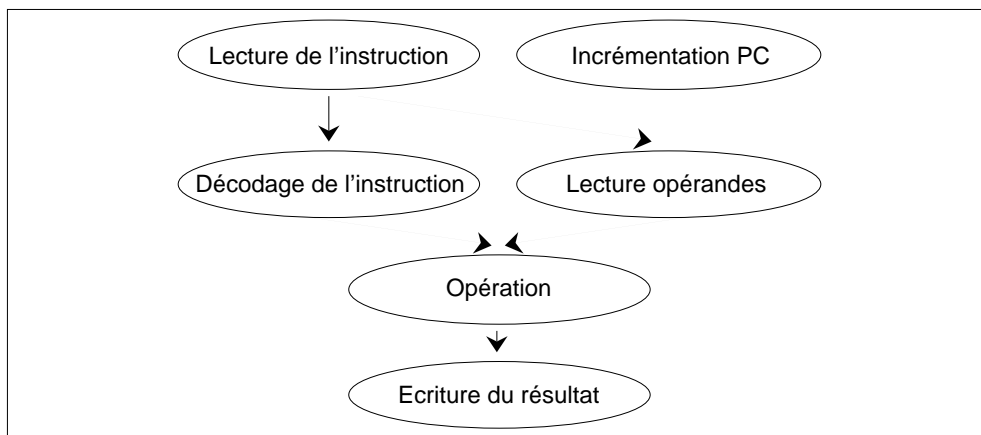 Lecture de l’instruction
Incrémentation PC
Décodage de l’instruction
Lecture opérandes
Opération
Ecriture du résultat